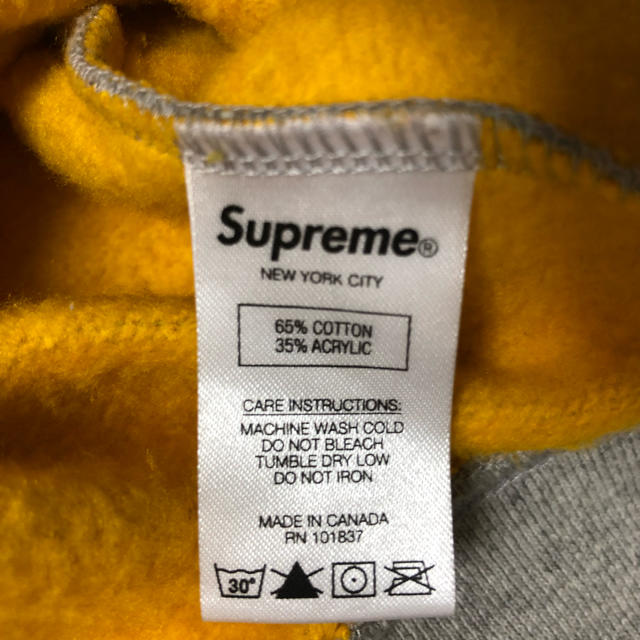 Supreme®
NEW YORK CITY
65% COTTON
35% ACRYLIC
CARE INSTRUCTIONS:
MACHINE WASH COLD
DO NOT BLEACH
TUMBLE DRY LOW
DO NOT IRON
MADE IN CANADA
RN 101837
30°